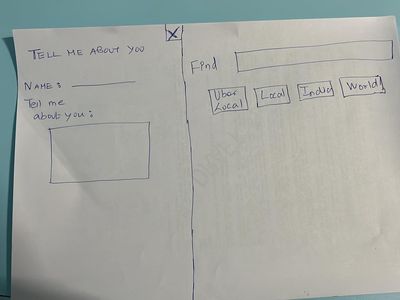 X
TELL ME ABOUT YOU
NAME :
Tell me
about you :
Find
Uber
Local
Local
India
World